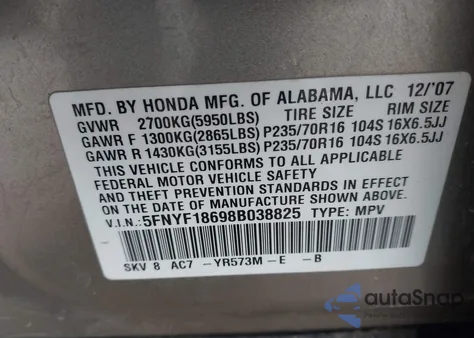 MFD. BY HONDA MFG. OF ALABAMA, LLC 12/'07
GVWR 2700KG(5950LBS) TIRE SIZE RIM SIZE
GAWR F 1300KG(2865LBS) P235/70R16 104S 16X6.5JJ
GAWR R 1430KG(3155LBS) P235/70R16 104S 16X6.5JJ
THIS VEHICLE CONFORMS TO ALL APPLICABLE
FEDERAL MOTOR VEHICLE SAFETY
AND THEFT PREVENTION STANDARDS IN EFFECT ON
THE DATE OF MANUFACTURE SHOWN ABOVE.
V.I.N.: 5FNYF18698B038825 TYPE: MPV
SKV 8 AC7 -YR573M-E -B
autoSnap